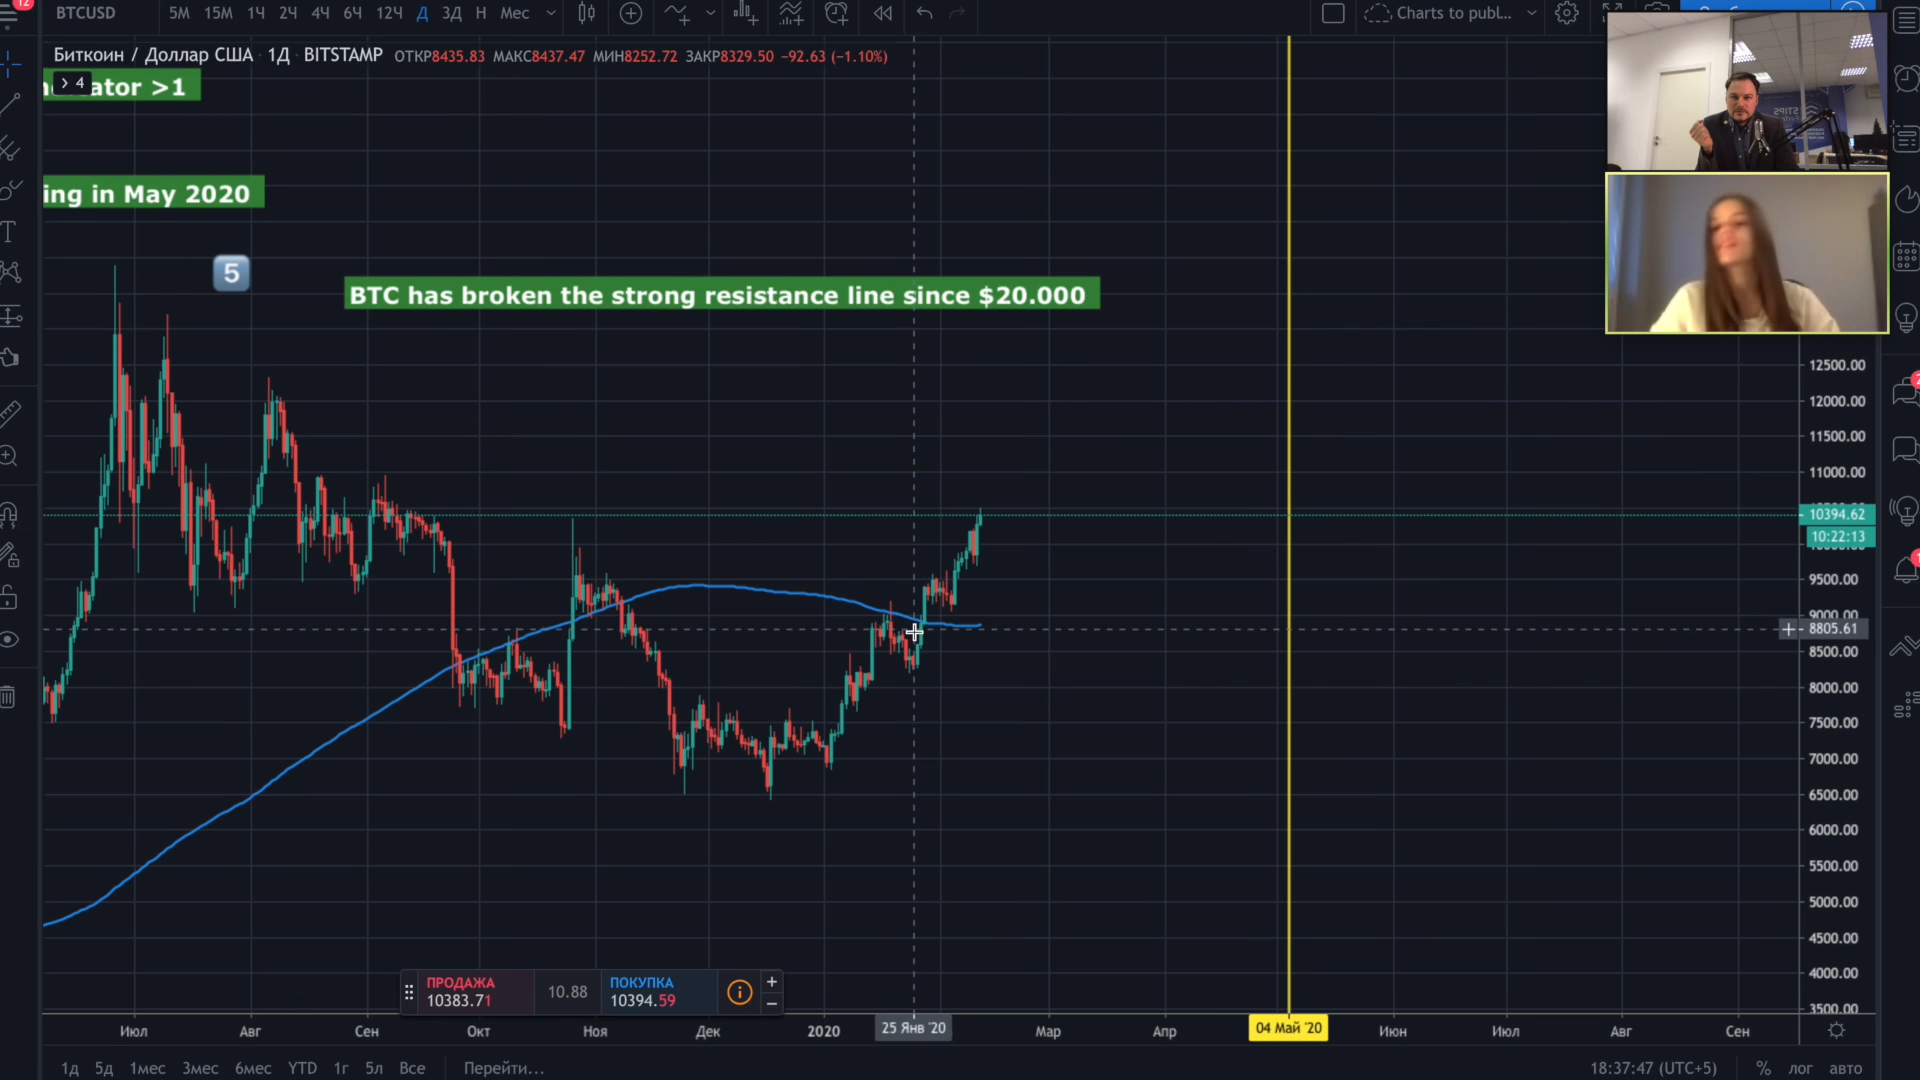 12
BTCUSD 5М 15М 1Ч 2Ч 4Ч 6Ч 12Ч Д 3Д Н Мес Charts to publ...
Биткоин / Доллар США 1Д BITSTAMP ОТКР8435.83 МАКС8437.47 МИН8252.72 ЗАКР8329.50 −92.63 (−1.10%)
4 ator >1
ing in May 2020
5
BTC has broken the strong resistance line since $20.000
12500.00
12000.00
11500.00
11000.00
10394.62
10:22:13
9500.00
9000.00
8805.61
8500.00
8000.00
7500.00
7000.00
6500.00
6000.00
5500.00
5000.00
4500.00
4000.00
3500.00
ПРОДАЖА 10.88 ПОКУПКА
10383.71 10394.59
Июл Авг Сен Окт Ноя Дек 2020 25 Янв '20 Мар Апр 04 Май '20 Июн Июл Авг Сен
1д 5д 1мес 3мес 6мес YTD 1г 5л Все Перейти... 18:37:47 (UTC+5) % лог авто